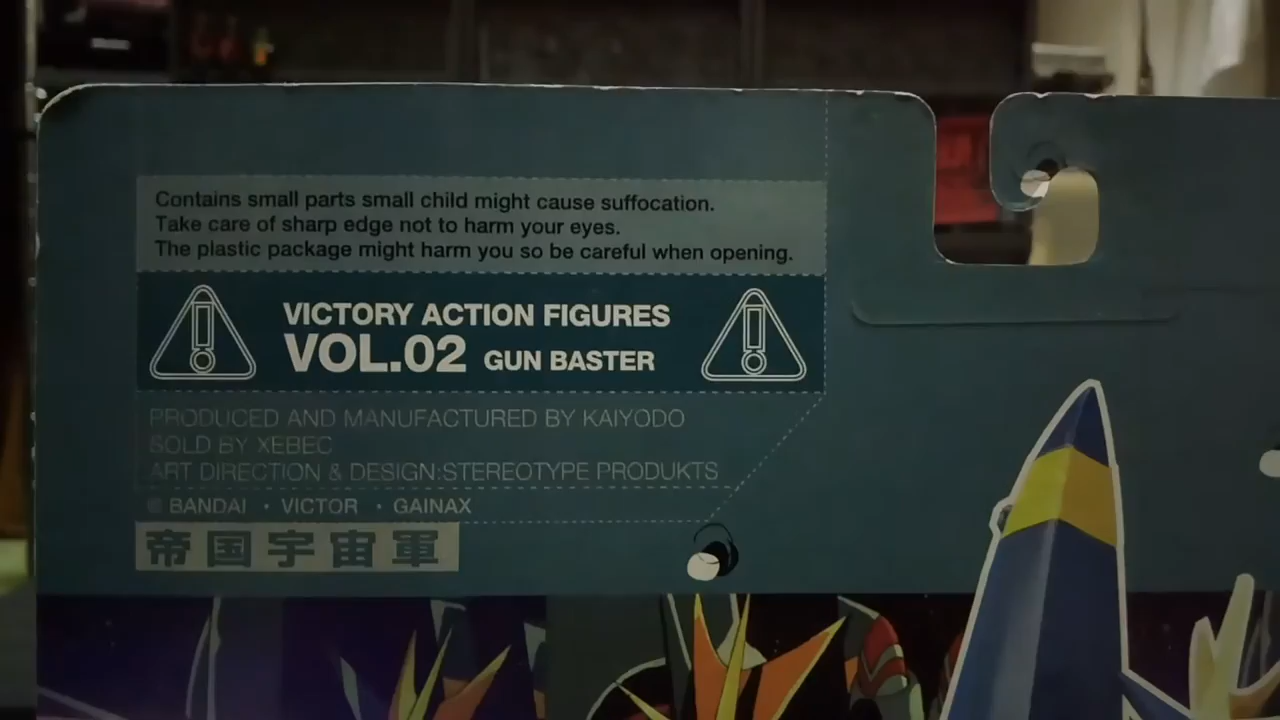 Contains small parts small child might cause suffocation.
Take care of sharp edge not to harm your eyes.
The plastic package might harm you so be careful when opening.
VICTORY ACTION FIGURES
VOL.02 GUN BASTER
PRODUCED AND MANUFACTURED BY KAIYODO
SOLD BY XEBEC
ART DIRECTION & DESIGN:STEREOTYPE PRODUKTS
© BANDAI ・ VICTOR ・ GAINAX
帝国宇宙軍